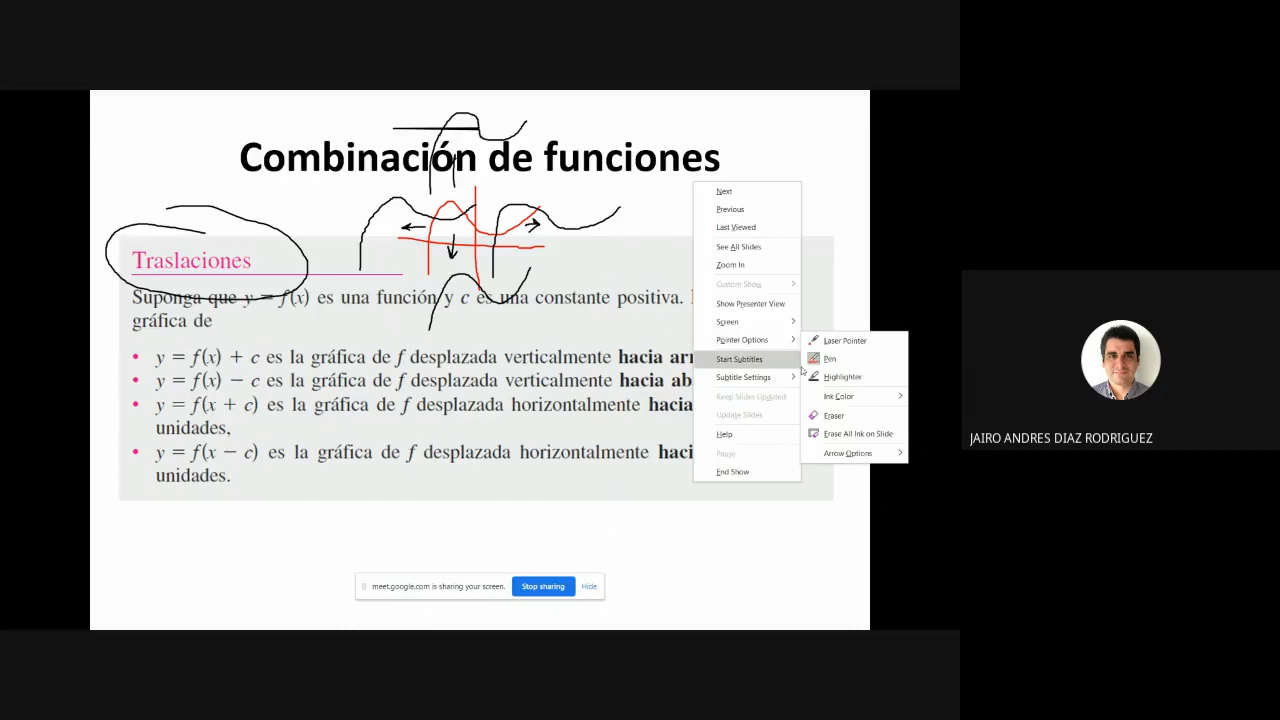 Combinación de funciones
Traslaciones
Suponga que y = f(x) es una función y c es una constante positiva.
gráfica de
• y = f(x) + c es la gráfica de f desplazada verticalmente hacia
• y = f(x) − c es la gráfica de f desplazada verticalmente hacia
• y = f(x + c) es la gráfica de f desplazada horizontalmente hacia
unidades,
• y = f(x − c) es la gráfica de f desplazada horizontalmente
unidades.
Next
Previous
Last Viewed
See All Slides
Zoom In
Custom Show
Show Presenter View
Screen
Pointer Options
Start Subtitles
Subtitle Settings
Keep Slides Updated
Update Slides
Help
Pause
End Show
Laser Pointer
Pen
Highlighter
Ink Color
Eraser
Erase All Ink on Slide
Arrow Options
meet.google.com is sharing your screen. Stop sharing Hide
JAIRO ANDRES DIAZ RODRIGUEZ